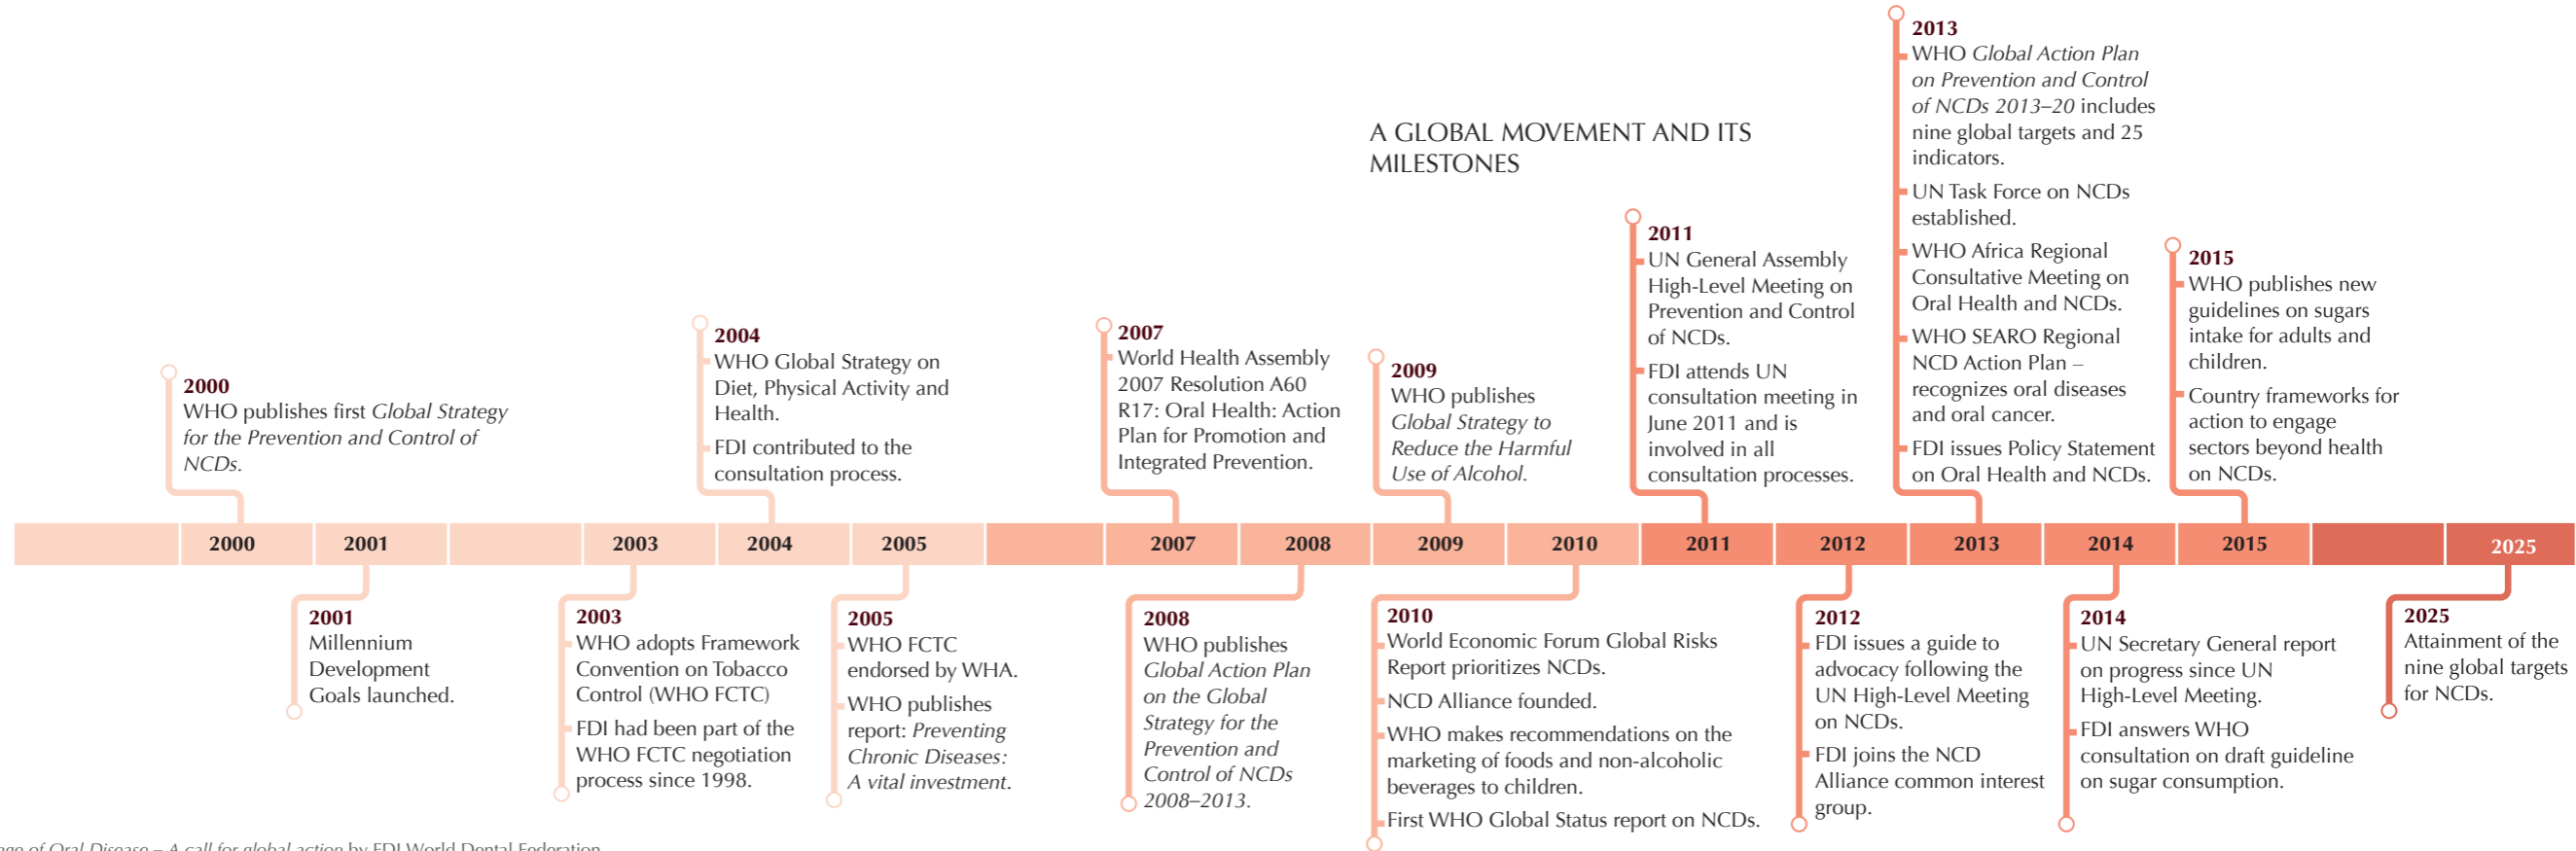 A GLOBAL MOVEMENT AND ITS
MILESTONES
2000
WHO publishes first Global Strategy
for the Prevention and Control of
NCDs.
2004
WHO Global Strategy on
Diet, Physical Activity and
Health.
FDI contributed to the
consultation process.
2007
World Health Assembly
2007 Resolution A60
R17: Oral Health: Action
Plan for Promotion and
Integrated Prevention.
2009
WHO publishes
Global Strategy to
Reduce the Harmful
Use of Alcohol.
2011
UN General Assembly
High-Level Meeting on
Prevention and Control
of NCDs.
FDI attends UN
consultation meeting in
June 2011 and is
involved in all
consultation processes.
2013
WHO Global Action Plan
on Prevention and Control
of NCDs 2013–20 includes
nine global targets and 25
indicators.
UN Task Force on NCDs
established.
WHO Africa Regional
Consultative Meeting on
Oral Health and NCDs.
WHO SEARO Regional
NCD Action Plan –
recognizes oral diseases
and oral cancer.
FDI issues Policy Statement
on Oral Health and NCDs.
2015
WHO publishes new
guidelines on sugars
intake for adults and
children.
Country frameworks for
action to engage
sectors beyond health
on NCDs.
2000 2001 2003 2004 2005 2007 2008 2009 2010 2011 2012 2013 2014 2015 2025
2001
Millennium
Development
Goals launched.
2003
WHO adopts Framework
Convention on Tobacco
Control (WHO FCTC)
FDI had been part of the
WHO FCTC negotiation
process since 1998.
2005
WHO FCTC
endorsed by WHA.
WHO publishes
report: Preventing
Chronic Diseases:
A vital investment.
2008
WHO publishes
Global Action Plan
on the Global
Strategy for the
Prevention and
Control of NCDs
2008–2013.
2010
World Economic Forum Global Risks
Report prioritizes NCDs.
NCD Alliance founded.
WHO makes recommendations on the
marketing of foods and non-alcoholic
beverages to children.
First WHO Global Status report on NCDs.
2012
FDI issues a guide to
advocacy following the
UN High-Level Meeting
on NCDs.
FDI joins the NCD
Alliance common interest
group.
2014
UN Secretary General report
on progress since UN
High-Level Meeting.
FDI answers WHO
consultation on draft guideline
on sugar consumption.
2025
Attainment of the
nine global targets
for NCDs.
of Oral Disease – A call for global action by FDI World Dental Federation